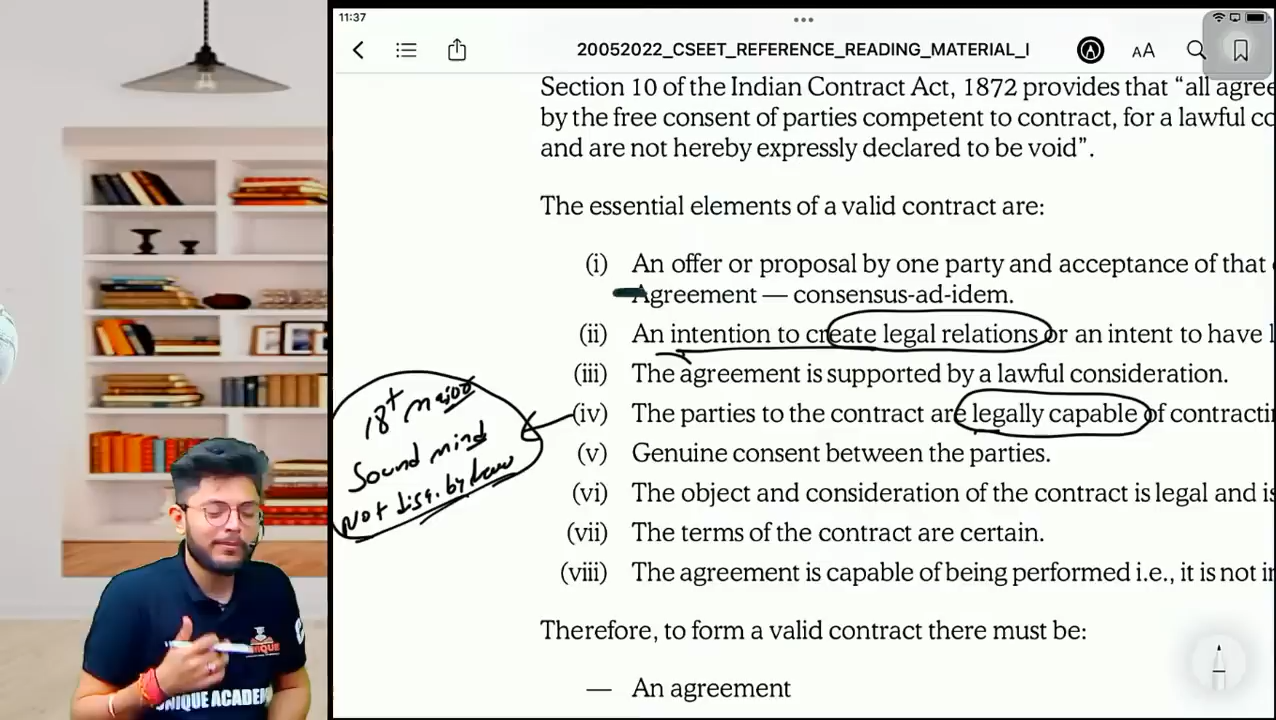 11:37
20052022_CSEET_REFERENCE_READING_MATERIAL_I
AA
Section 10 of the Indian Contract Act, 1872 provides that “all agree
by the free consent of parties competent to contract, for a lawful co
and are not hereby expressly declared to be void”.
The essential elements of a valid contract are:
(i) An offer or proposal by one party and acceptance of that
Agreement — consensus-ad-idem.
(ii) An intention to create legal relations or an intent to have l
(iii) The agreement is supported by a lawful consideration.
(iv) The parties to the contract are legally capable of contracti
(v) Genuine consent between the parties.
(vi) The object and consideration of the contract is legal and is
(vii) The terms of the contract are certain.
(viii) The agreement is capable of being performed i.e., it is not i
Therefore, to form a valid contract there must be:
— An agreement
18+ major
Sound mind
Not disq. by law
UNIQUE ACADEM